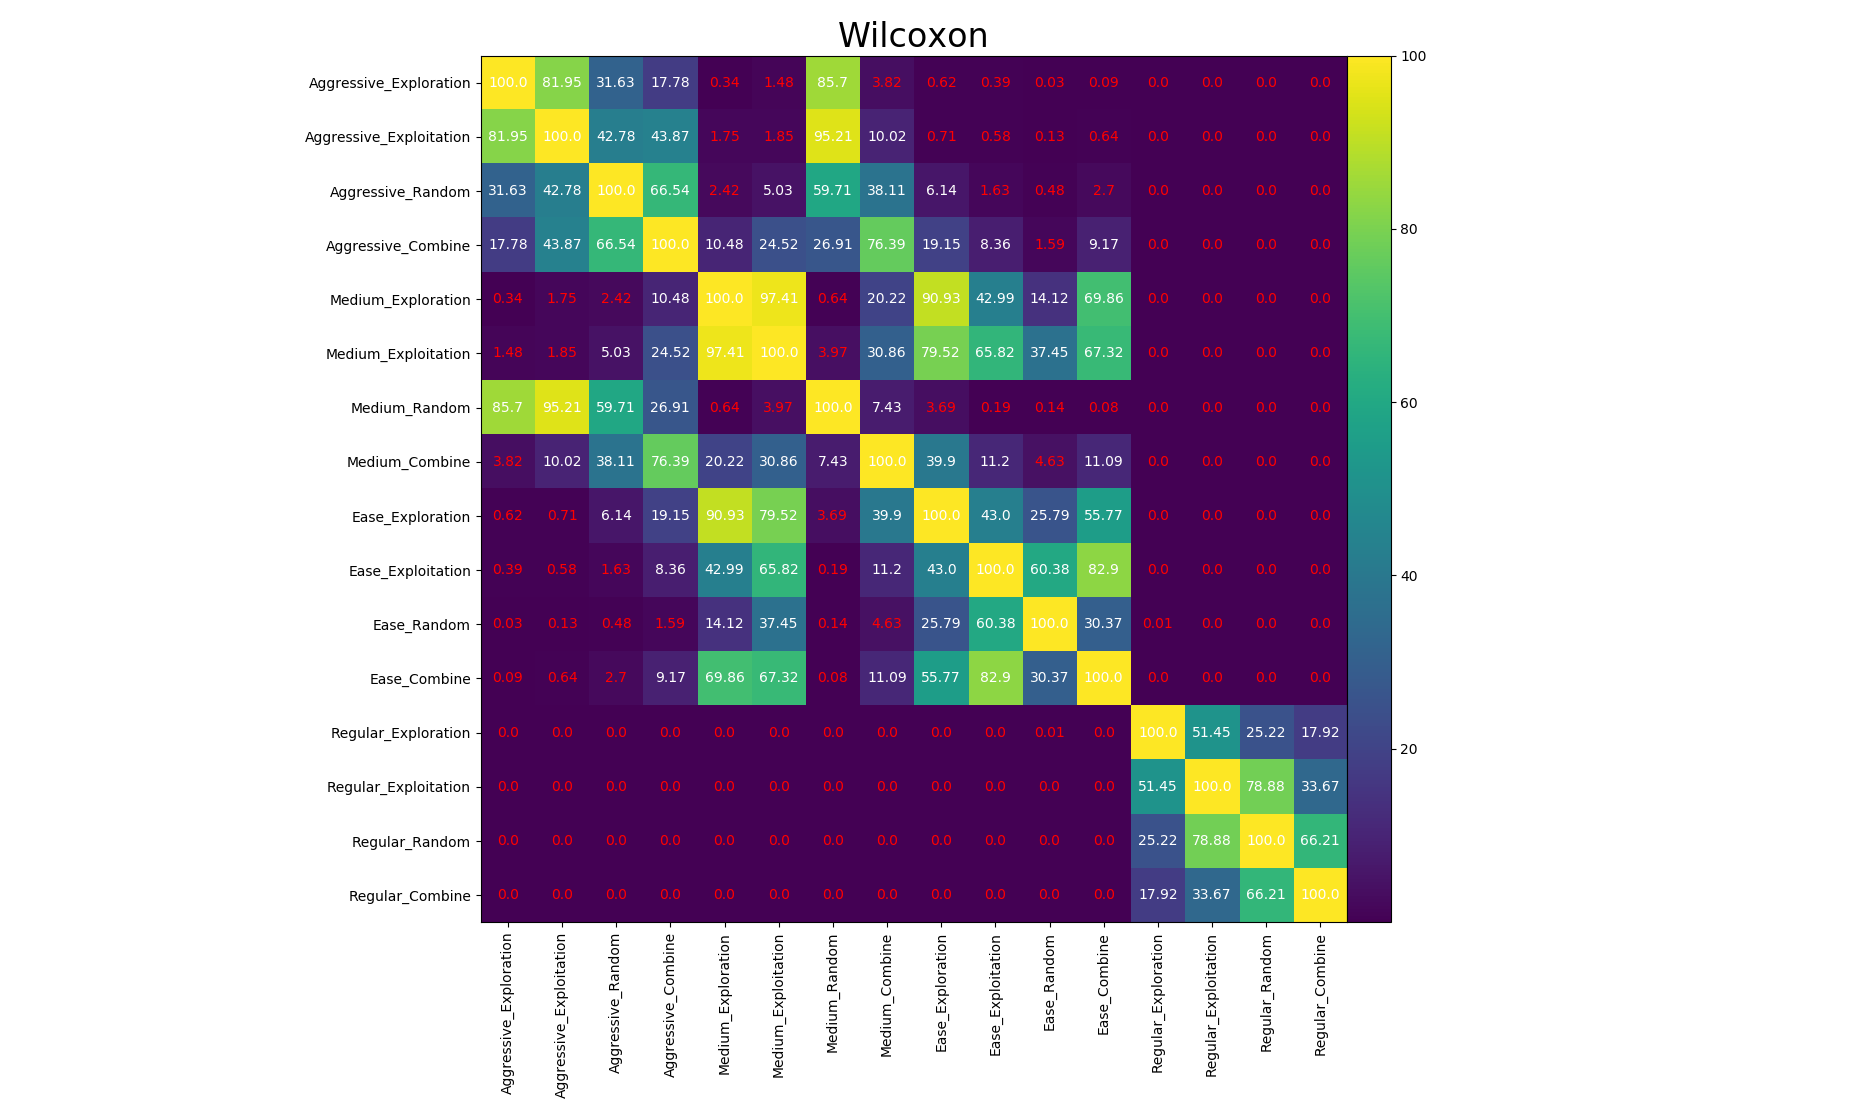 Wilcoxon
Aggressive_Exploration 100.0 81.95 31.63 17.78 0.34 1.48 85.7 3.82 0.62 0.39 0.03 0.09 0.0 0.0 0.0 0.0
Aggressive_Exploitation 81.95 100.0 42.78 43.87 1.75 1.85 95.21 10.02 0.71 0.58 0.13 0.64 0.0 0.0 0.0 0.0
Aggressive_Random 31.63 42.78 100.0 66.54 2.42 5.03 59.71 38.11 6.14 1.63 0.48 2.7 0.0 0.0 0.0 0.0
Aggressive_Combine 17.78 43.87 66.54 100.0 10.48 24.52 26.91 76.39 19.15 8.36 1.59 9.17 0.0 0.0 0.0 0.0
Medium_Exploration 0.34 1.75 2.42 10.48 100.0 97.41 0.64 20.22 90.93 42.99 14.12 69.86 0.0 0.0 0.0 0.0
Medium_Exploitation 1.48 1.85 5.03 24.52 97.41 100.0 3.97 30.86 79.52 65.82 37.45 67.32 0.0 0.0 0.0 0.0
Medium_Random 85.7 95.21 59.71 26.91 0.64 3.97 100.0 7.43 3.69 0.19 0.14 0.08 0.0 0.0 0.0 0.0
Medium_Combine 3.82 10.02 38.11 76.39 20.22 30.86 7.43 100.0 39.9 11.2 4.63 11.09 0.0 0.0 0.0 0.0
Ease_Exploration 0.62 0.71 6.14 19.15 90.93 79.52 3.69 39.9 100.0 43.0 25.79 55.77 0.0 0.0 0.0 0.0
Ease_Exploitation 0.39 0.58 1.63 8.36 42.99 65.82 0.19 11.2 43.0 100.0 60.38 82.9 0.0 0.0 0.0 0.0
Ease_Random 0.03 0.13 0.48 1.59 14.12 37.45 0.14 4.63 25.79 60.38 100.0 30.37 0.01 0.0 0.0 0.0
Ease_Combine 0.09 0.64 2.7 9.17 69.86 67.32 0.08 11.09 55.77 82.9 30.37 100.0 0.0 0.0 0.0 0.0
Regular_Exploration 0.0 0.0 0.0 0.0 0.0 0.0 0.0 0.0 0.0 0.0 0.01 0.0 100.0 51.45 25.22 17.92
Regular_Exploitation 0.0 0.0 0.0 0.0 0.0 0.0 0.0 0.0 0.0 0.0 0.0 0.0 51.45 100.0 78.88 33.67
Regular_Random 0.0 0.0 0.0 0.0 0.0 0.0 0.0 0.0 0.0 0.0 0.0 0.0 25.22 78.88 100.0 66.21
Regular_Combine 0.0 0.0 0.0 0.0 0.0 0.0 0.0 0.0 0.0 0.0 0.0 0.0 17.92 33.67 66.21 100.0
Aggressive_Exploration
Aggressive_Exploitation
Aggressive_Random
Aggressive_Combine
Medium_Exploration
Medium_Exploitation
Medium_Random
Medium_Combine
Ease_Exploration
Ease_Exploitation
Ease_Random
Ease_Combine
Regular_Exploration
Regular_Exploitation
Regular_Random
Regular_Combine
100
80
60
40
20